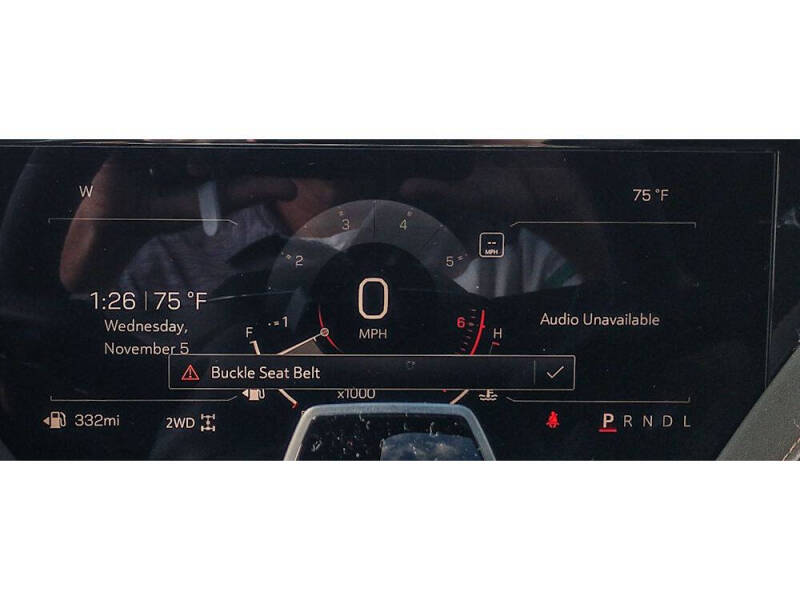 W
75 °F
3 4
2 5
--
MPH
1:26 | 75 °F
Wednesday,
November 5
0
MPH
1
6
F
H
Audio Unavailable
Buckle Seat Belt
x1000
332mi
2WD
P R N D L